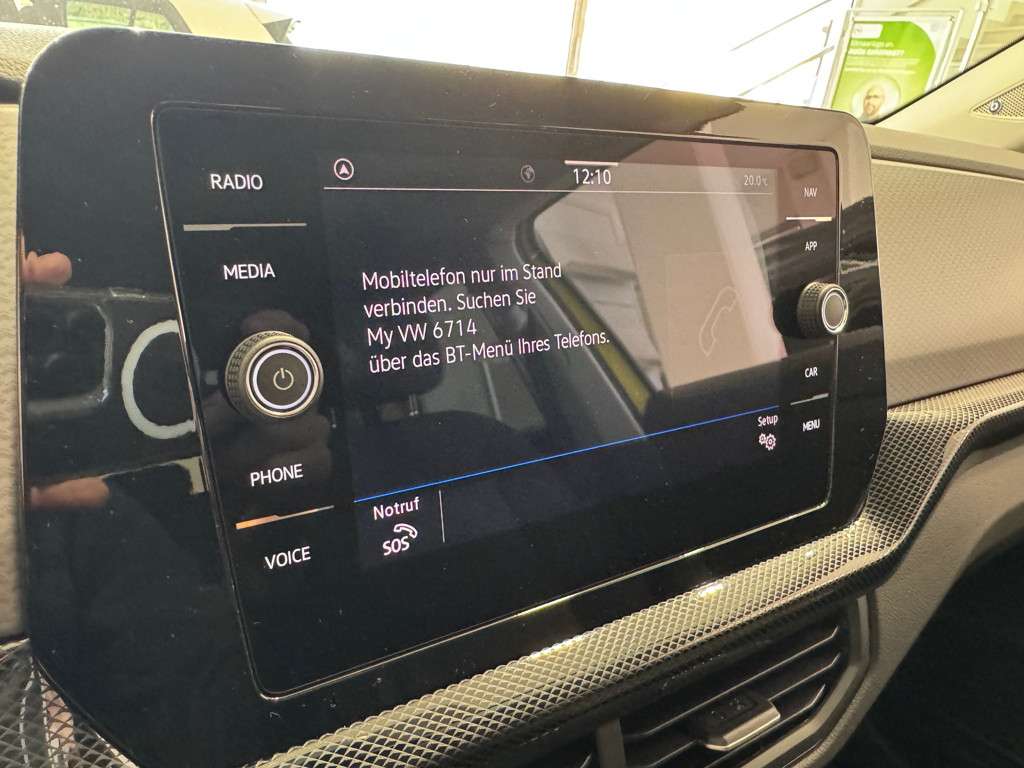 RADIO
MEDIA
PHONE
VOICE
12:10
20.0°C
Mobiltelefon nur im Stand
verbinden. Suchen Sie
My VW 6714
über das BT-Menü Ihres Telefons.
Setup
Notruf
SOS
NAV
APP
CAR
MENU